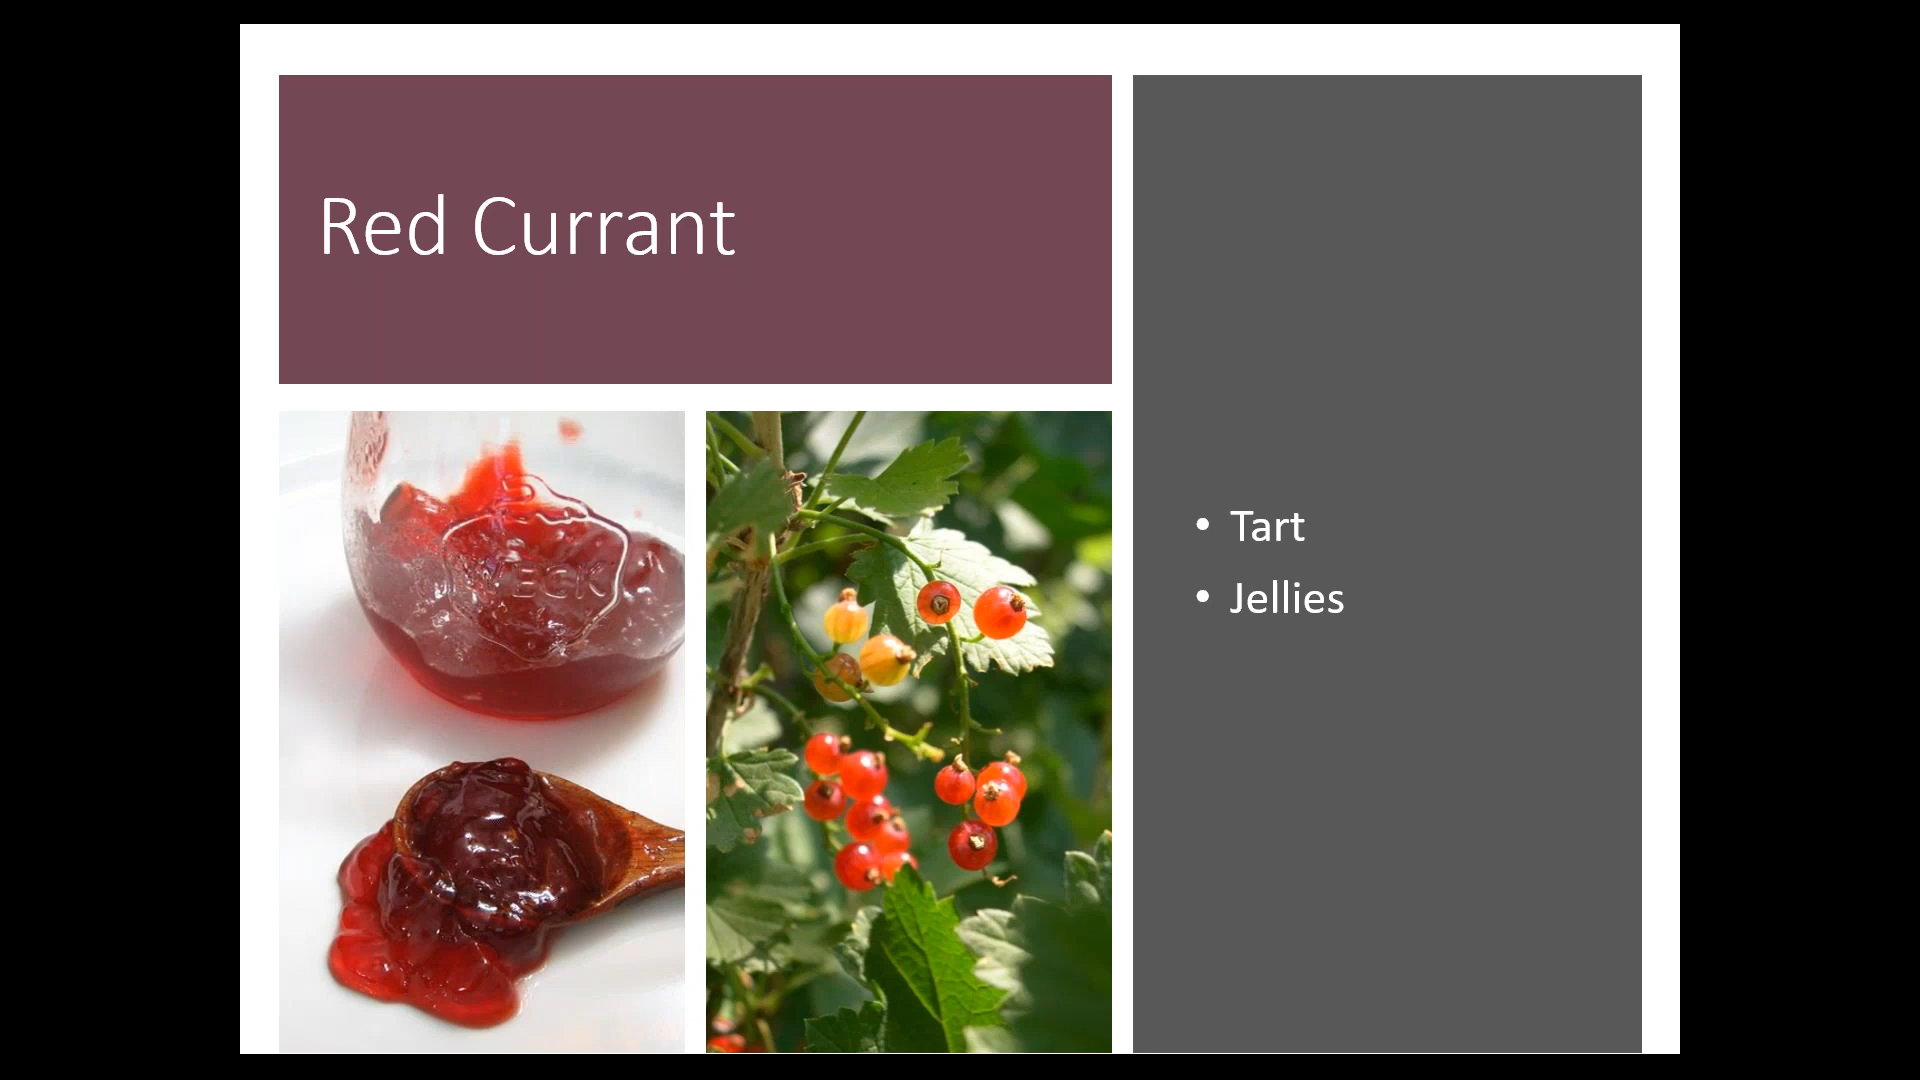 Red Currant
• Tart
• Jellies